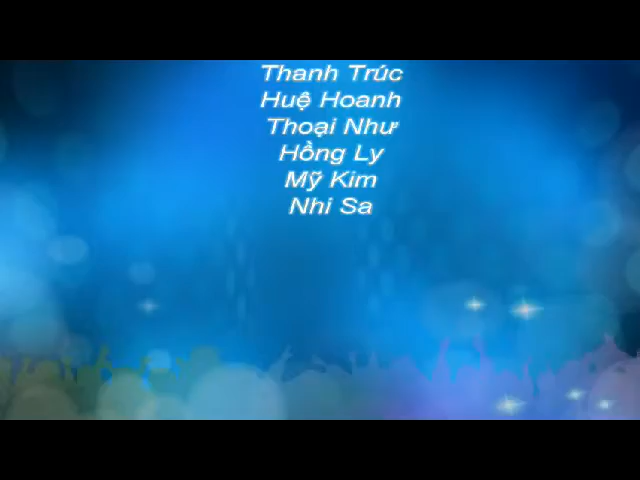 Thanh Trúc
Huệ Hoanh
Thoại Như
Hồng Ly
Mỹ Kim
Nhi Sa